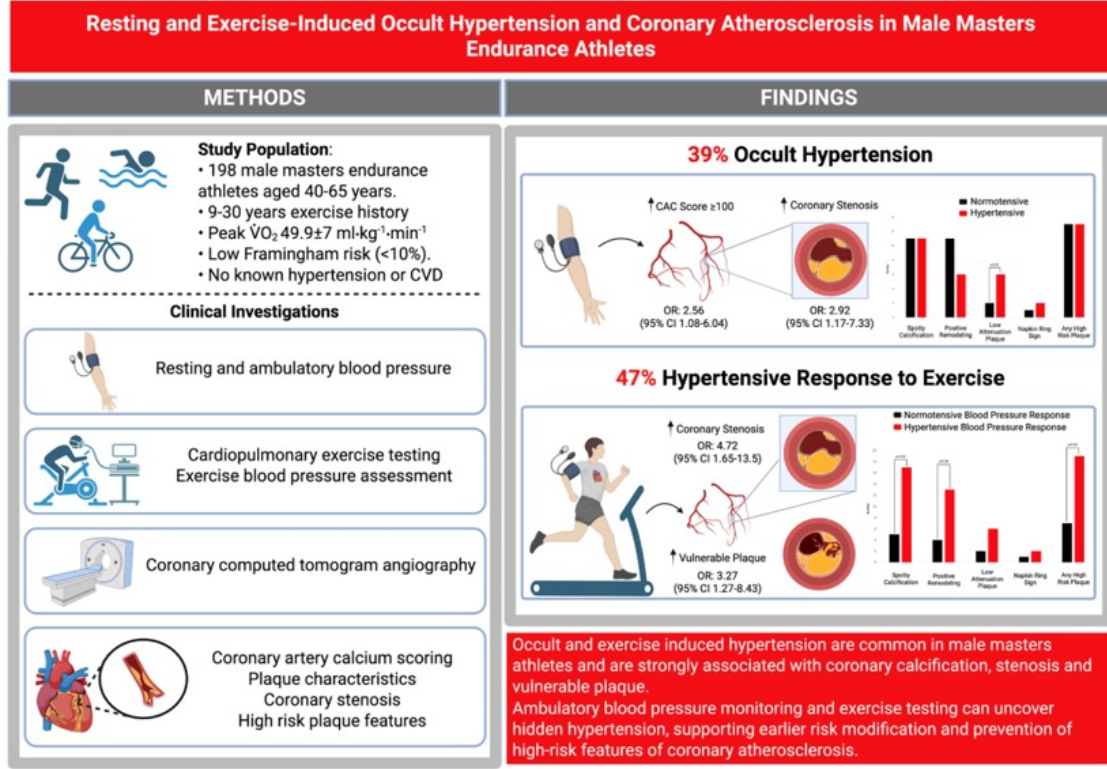 Resting and Exercise-Induced Occult Hypertension and Coronary Atherosclerosis in Male Masters
Endurance Athletes
METHODS
Study Population:
• 198 male masters endurance
athletes aged 40-65 years.
• 9-30 years exercise history
• Peak V̇O₂ 49.9±7 ml·kg⁻¹·min⁻¹
• Low Framingham risk (<10%).
• No known hypertension or CVD
Clinical Investigations
Resting and ambulatory blood pressure
Cardiopulmonary exercise testing
Exercise blood pressure assessment
Coronary computed tomogram angiography
Coronary artery calcium scoring
Plaque characteristics
Coronary stenosis
High risk plaque features
FINDINGS
39% Occult Hypertension
↑CAC Score ≥100
OR: 2.56
(95% CI 1.08-6.04)
↑Coronary Stenosis
OR: 2.92
(95% CI 1.17-7.33)
Normotensive
Hypertensive
Spotty
Calcification
Positive
Remodeling
Low
Attenuation
Plaque
Napkin Ring
Sign
Any High
Risk Plaque
47% Hypertensive Response to Exercise
↑Coronary Stenosis
OR: 4.72
(95% CI 1.65-13.5)
↑Vulnerable Plaque
OR: 3.27
(95% CI 1.27-8.43)
Normotensive Blood Pressure Response
Hypertensive Blood Pressure Response
Spotty
Calcification
Positive
Remodeling
Low
Attenuation
Plaque
Napkin Ring
Sign
Any High
Risk Plaque
Occult and exercise induced hypertension are common in male masters
athletes and are strongly associated with coronary calcification, stenosis and
vulnerable plaque.
Ambulatory blood pressure monitoring and exercise testing can uncover
hidden hypertension, supporting earlier risk modification and prevention of
high-risk features of coronary atherosclerosis.